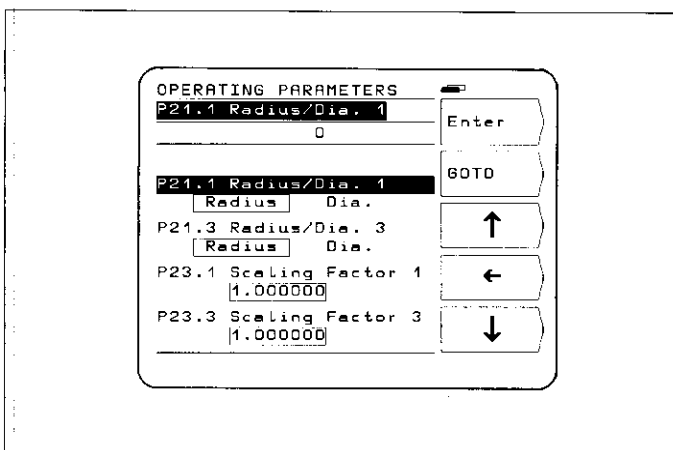 OPERATING PARAMETERS
P21.1 Radius/Dia. 1
0
P21.1 Radius/Dia. 1
Radius Dia.
P21.3 Radius/Dia. 3
Radius Dia.
P23.1 Scaling Factor 1
1.000000
P23.3 Scaling Factor 3
1.000000
Enter
GOTO
↑
←
↓